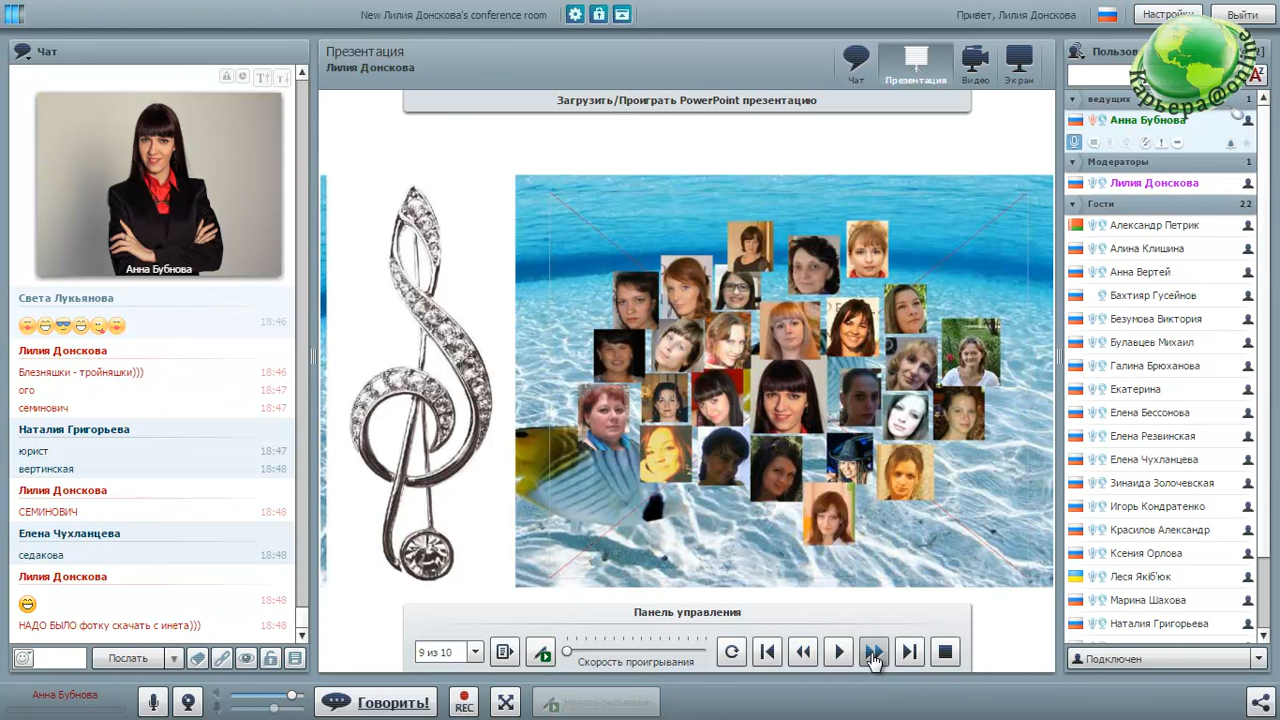 New Лилия Донскова's conference room
Привет, Лилия Донскова
Настройки
Выйти
Чат
Анна Бубнова
Света Лукьянова
18:46
Лилия Донскова
Блезняшки - тройняшки)))
18:46
ого
18:47
семинович
18:47
Наталия Григорьева
юрист
18:47
вертинская
18:48
Лилия Донскова
СЕМИНОВИЧ
18:48
Елена Чухланцева
седакова
18:48
Лилия Донскова
18:48
НАДО БЫЛО фотку скачать с инета)))
18:48
Послать
Анна Бубнова
Говорить!
REC
Презентация
Лилия Донскова
Чат
Презентация
Видео
Экран
Загрузить/Проиграть PowerPoint презентацию
Панель управления
9 из 10
Скорость проигрывания
карьера@online
ведущих
1
Анна Бубнова
Модераторы
1
Лилия Донскова
Гости
22
Александр Петрик
Алина Клишина
Анна Вертей
Бахтияр Гусейнов
Безумова Виктория
Булавцев Михаил
Галина Брюханова
Екатерина
Елена Бессонова
Елена Резвинская
Елена Чухланцева
Зинаида Золочевская
Игорь Кондратенко
Красилов Александр
Ксения Орлова
Леся Якіб'юк
Марина Шахова
Наталия Григорьева
Подключен